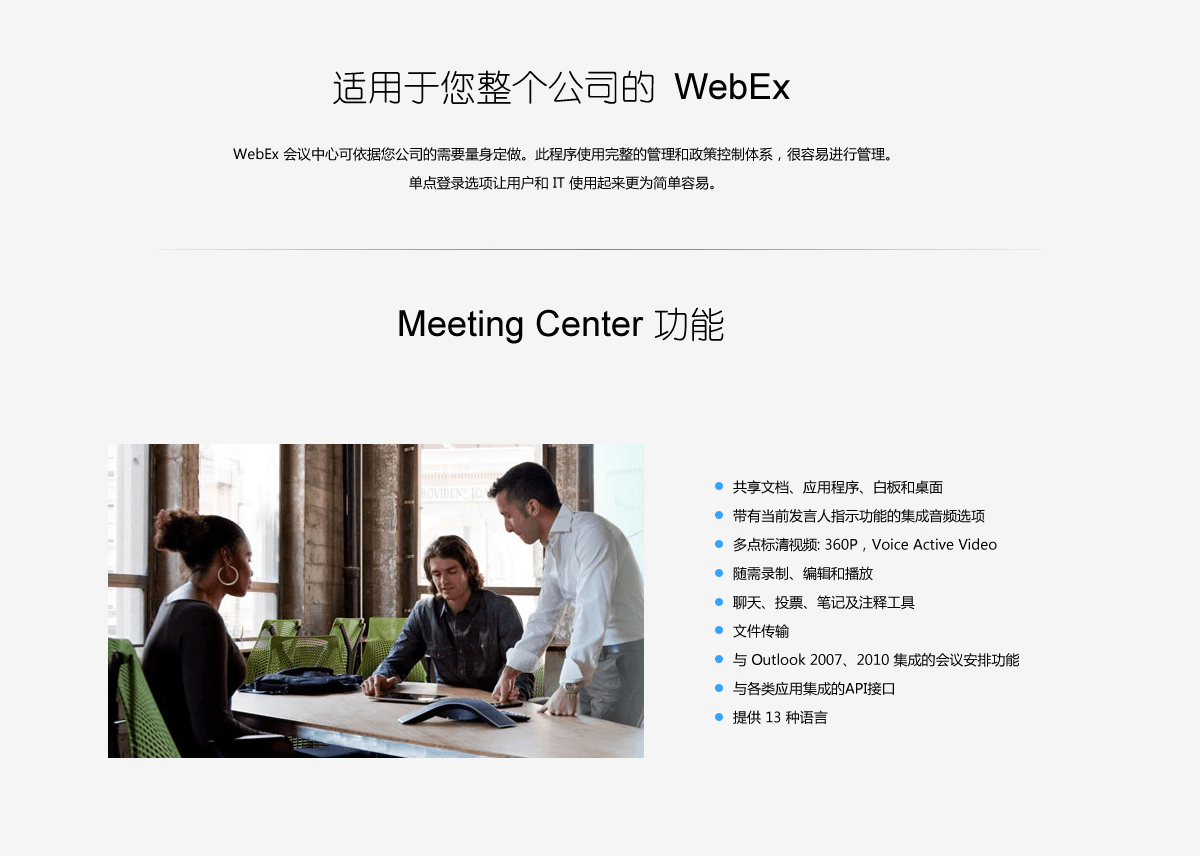 适用于您整个公司的 WebEx
WebEx 会议中心可依据您公司的需要量身定做。此程序使用完整的管理和政策控制体系，很容易进行管理。
单点登录选项让用户和 IT 使用起来更为简单容易。
Meeting Center 功能
共享文档、应用程序、白板和桌面
带有当前发言人指示功能的集成音频选项
多点标清视频: 360P，Voice Active Video
随需录制、编辑和播放
聊天、投票、笔记及注释工具
文件传输
与 Outlook 2007、2010 集成的会议安排功能
与各类应用集成的API接口
提供 13 种语言